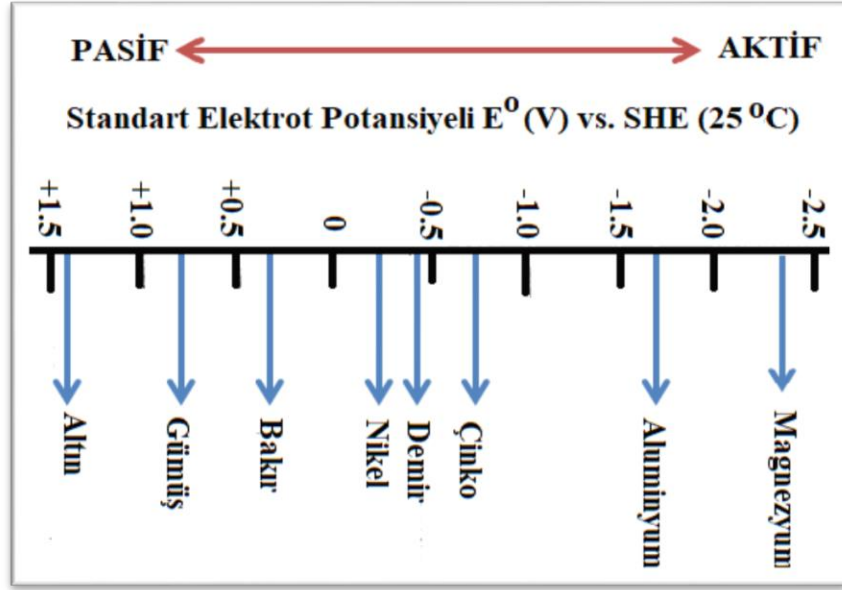 PASİF
AKTİF
Standart Elektrot Potansiyeli E⁰ (V) vs. SHE (25 ⁰C)
+1.5
+1.0
+0.5
0
-0.5
-1.0
-1.5
-2.0
-2.5
Altın
Gümüş
Bakır
Nikel
Demir
Çinko
Aluminyum
Magnezyum